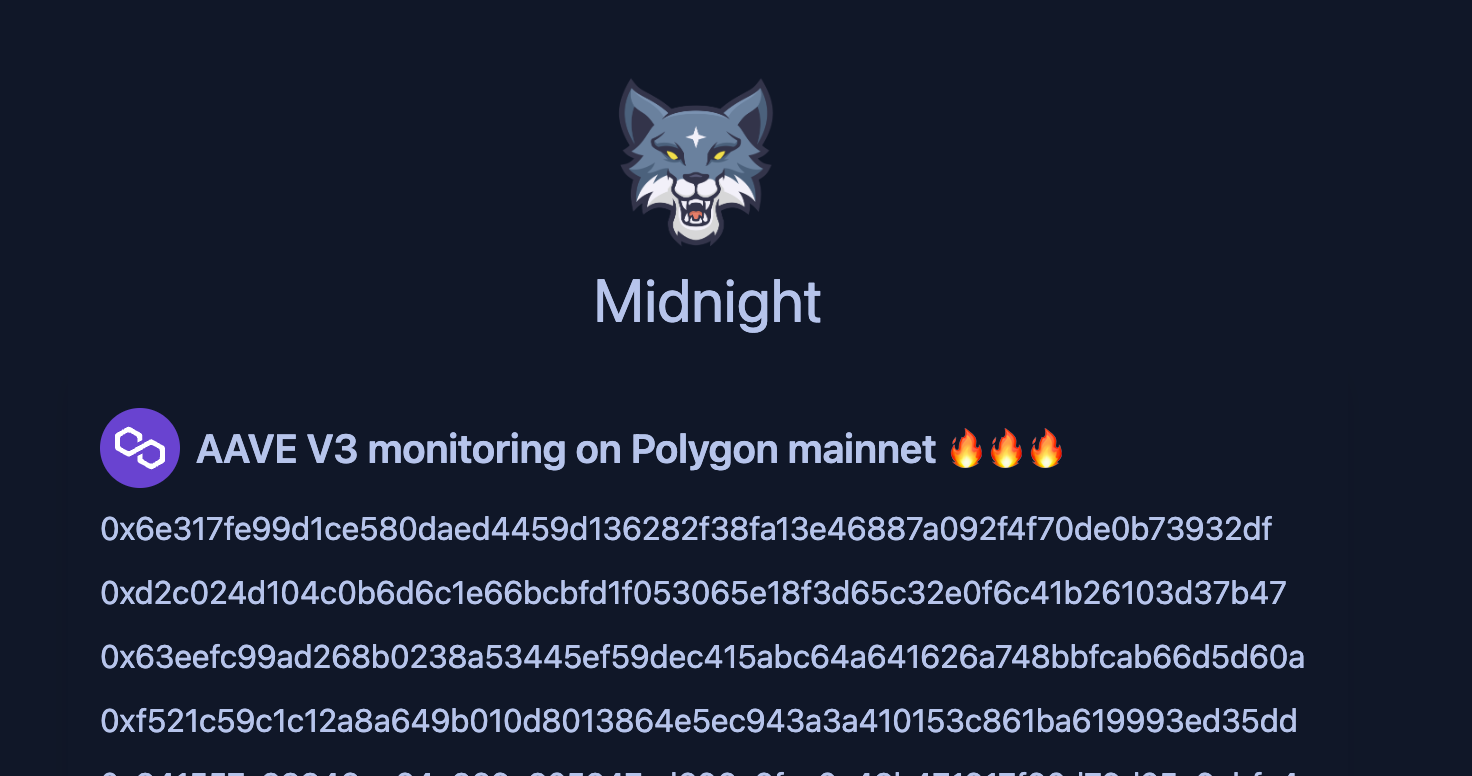 Midnight
AAVE V3 monitoring on Polygon mainnet 🔥🔥🔥
0x6e317fe99d1ce580daed4459d136282f38fa13e46887a092f4f70de0b73932df
0xd2c024d104c0b6d6c1e66bcbfd1f053065e18f3d65c32e0f6c41b26103d37b47
0x63eefc99ad268b0238a53445ef59dec415abc64a641626a748bbfcab66d5d60a
0xf521c59c1c12a8a649b010d8013864e5ec943a3a410153c861ba619993ed35dd